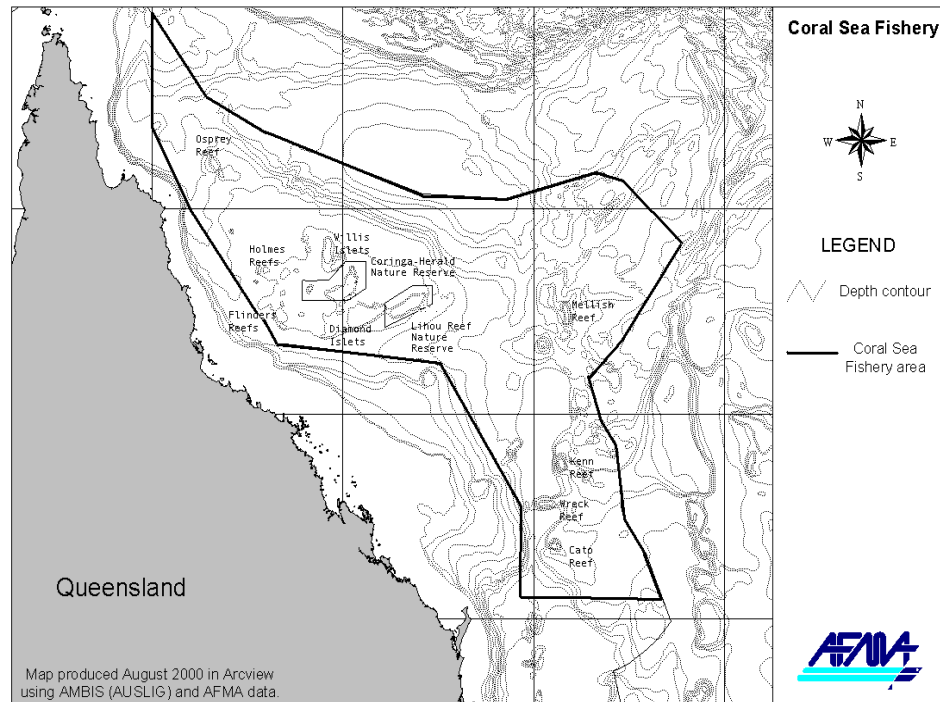 Coral Sea Fishery
N
W E
S
Osprey
Reef
Holmes
Reefs
Willis
Islets
Coringa-Herald
Nature Reserve
Flinders
Reefs
Diamond
Islets
Lihou Reef
Nature
Reserve
Mellish
Reef
Kenn
Reef
Wreck
Reef
Cato
Reef
Queensland
Map produced August 2000 in Arcview
using AMBIS (AUSLIG) and AFMA data.
LEGEND
Depth contour
Coral Sea
Fishery area
AFMA